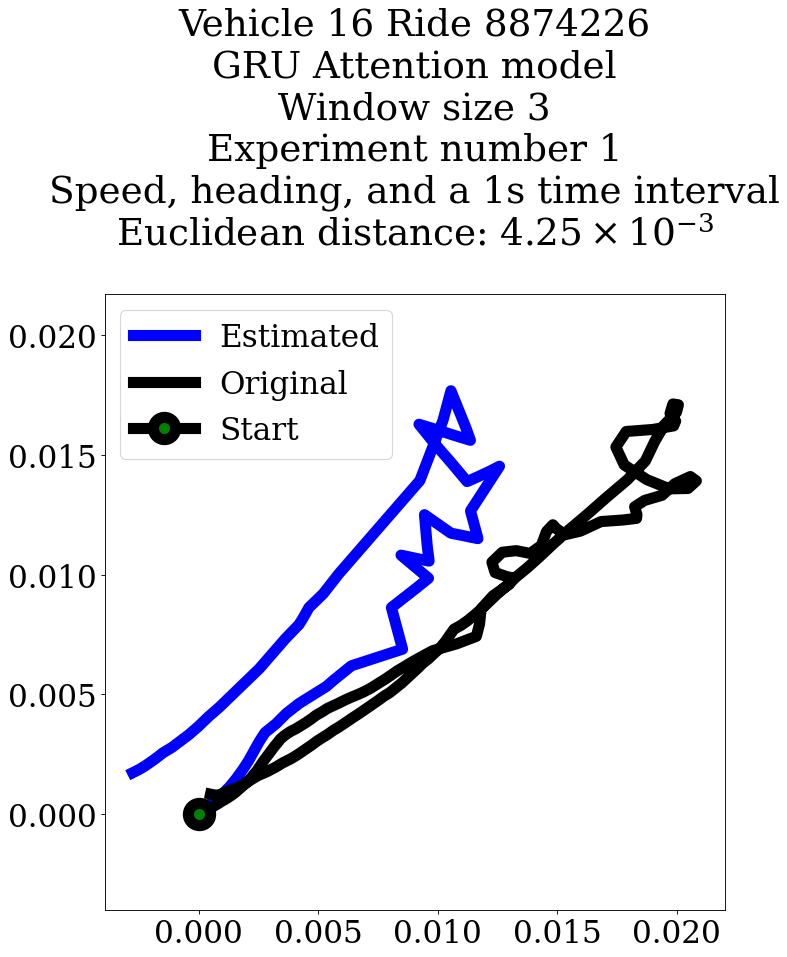 Vehicle 16 Ride 8874226
GRU Attention model
Window size 3
Experiment number 1
Speed, heading, and a 1s time interval
Euclidean distance: 4.25 × 10⁻³
Estimated
Original
Start
0.020
0.015
0.010
0.005
0.000
0.000 0.005 0.010 0.015 0.020